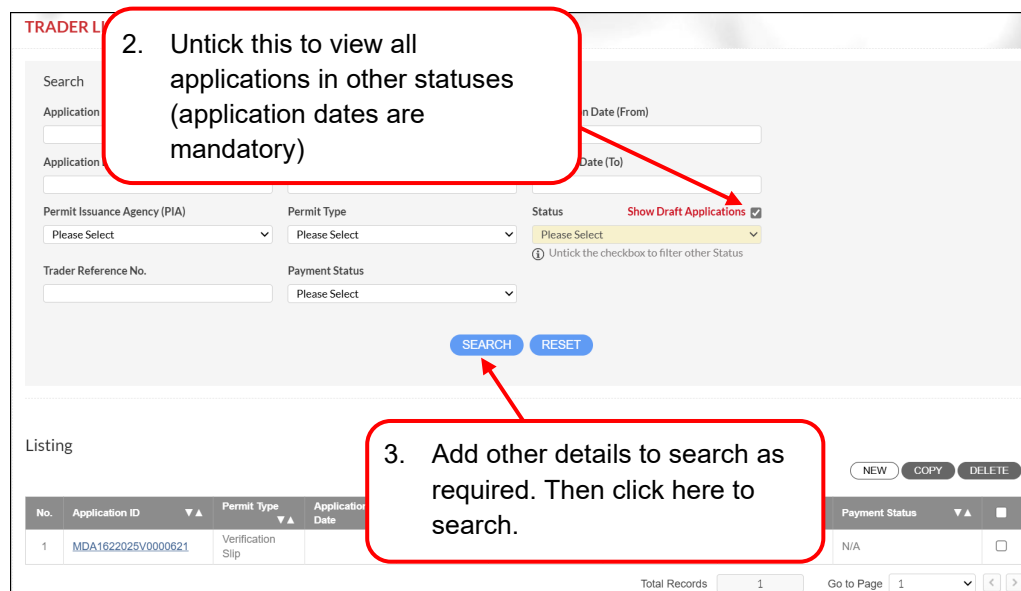 TRADER L
2. Untick this to view all
applications in other statuses
(application dates are
mandatory)
Search
Application
n Date (From)
Application
Date (To)
Permit Issuance Agency (PIA)
Permit Type
Status
Show Draft Applications
Please Select
Please Select
Please Select
Untick the checkbox to filter other Status
Trader Reference No.
Payment Status
Please Select
SEARCH
RESET
3. Add other details to search as
required. Then click here to
search.
Listing
NEW
COPY
DELETE
No.
Application ID
Permit Type
Application
Date
Payment Status
1
MDA1622025V0000621
Verification
Slip
N/A
Total Records
1
Go to Page
1